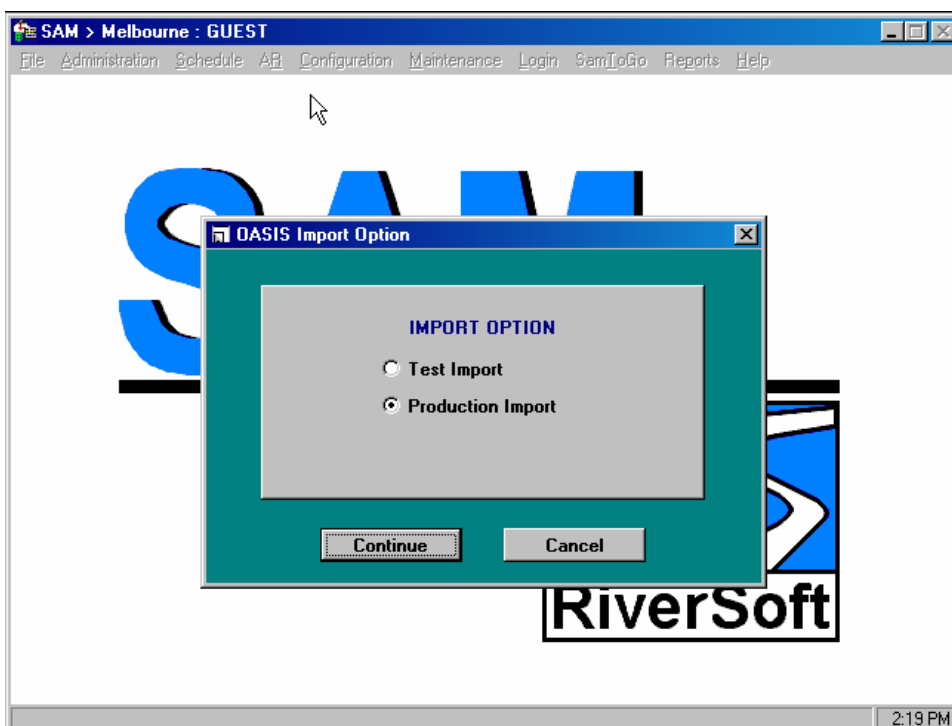 SAM > Melbourne : GUEST
File Administration Schedule AR Configuration Maintenance Login SamToGo Reports Help
SAM
OASIS Import Option
IMPORT OPTION
Test Import
Production Import
Continue Cancel
RiverSoft
2:19 PM